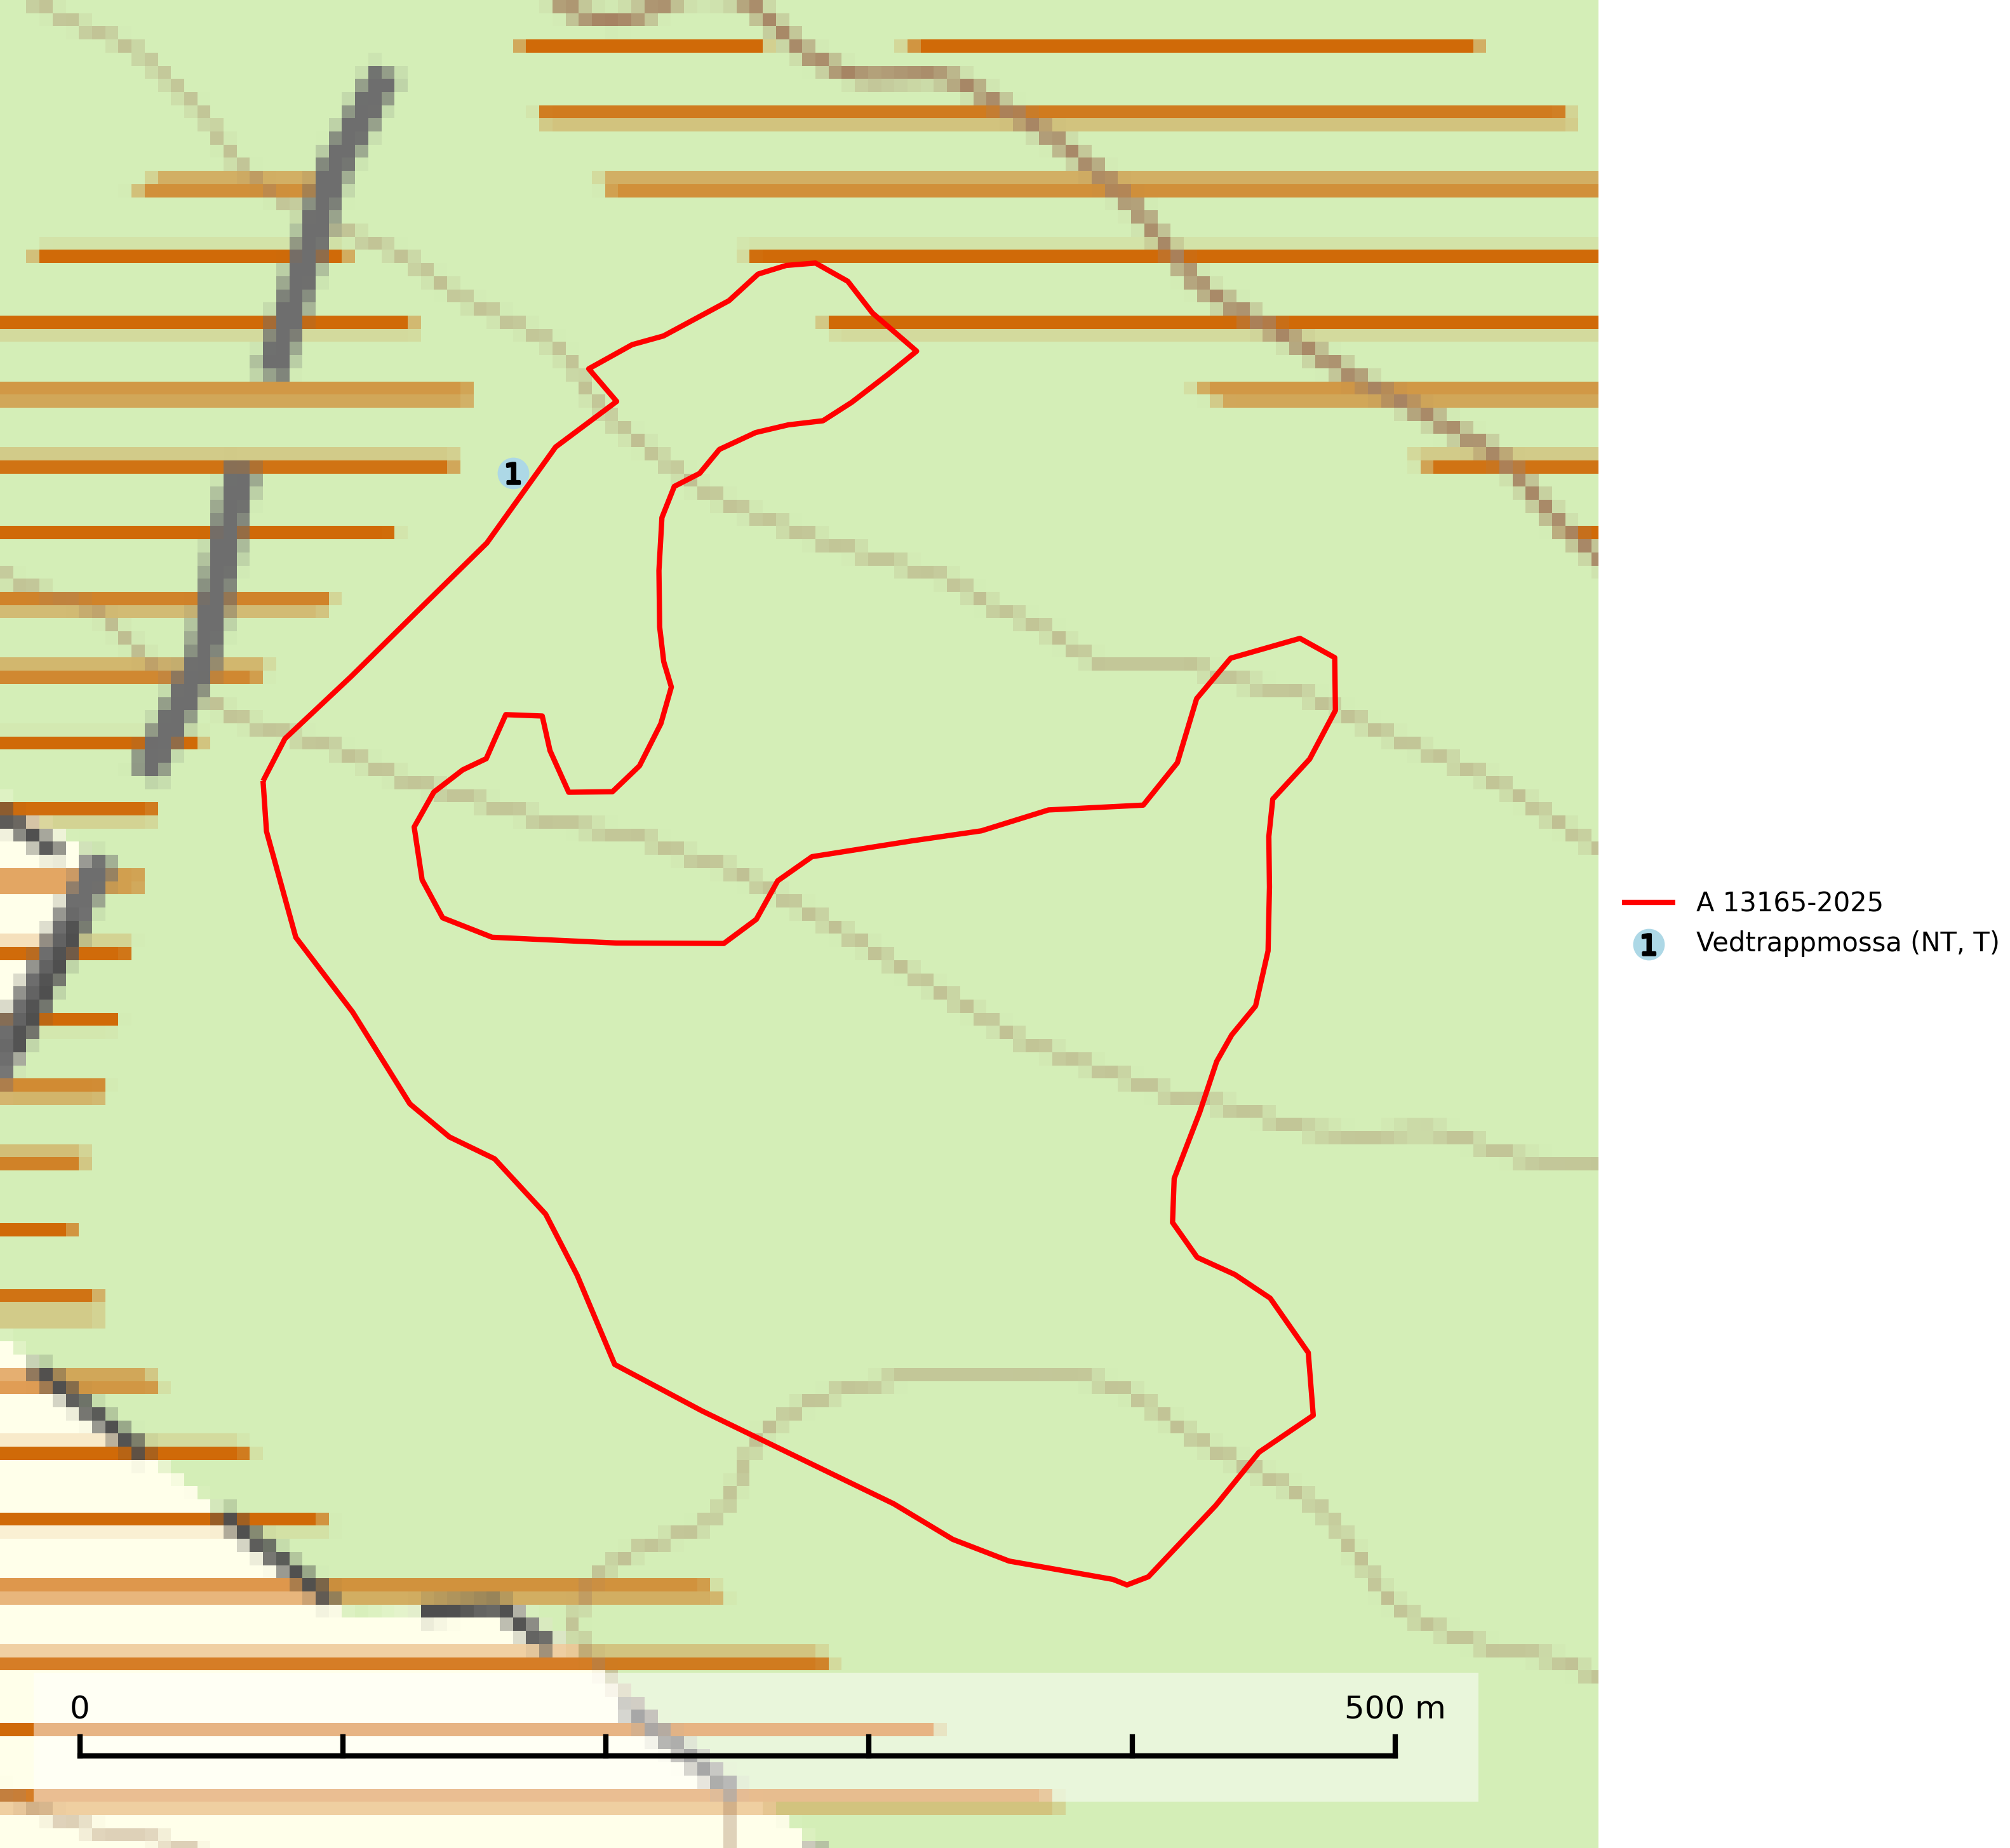 1
A 13165-2025
1 Vedtrappmossa (NT, T)
0 500 m